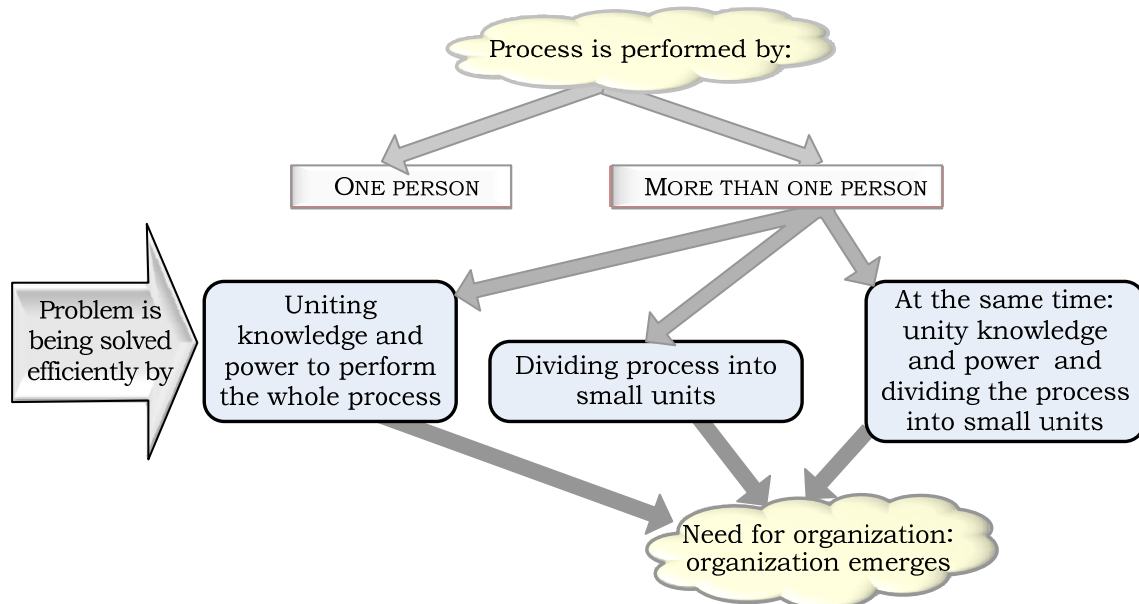 Process is performed by:
ONE PERSON
MORE THAN ONE PERSON
Problem is
being solved
efficiently by
Uniting
knowledge and
power to perform
the whole process
Dividing process into
small units
At the same time:
unity knowledge
and power and
dividing the process
into small units
Need for organization:
organization emerges